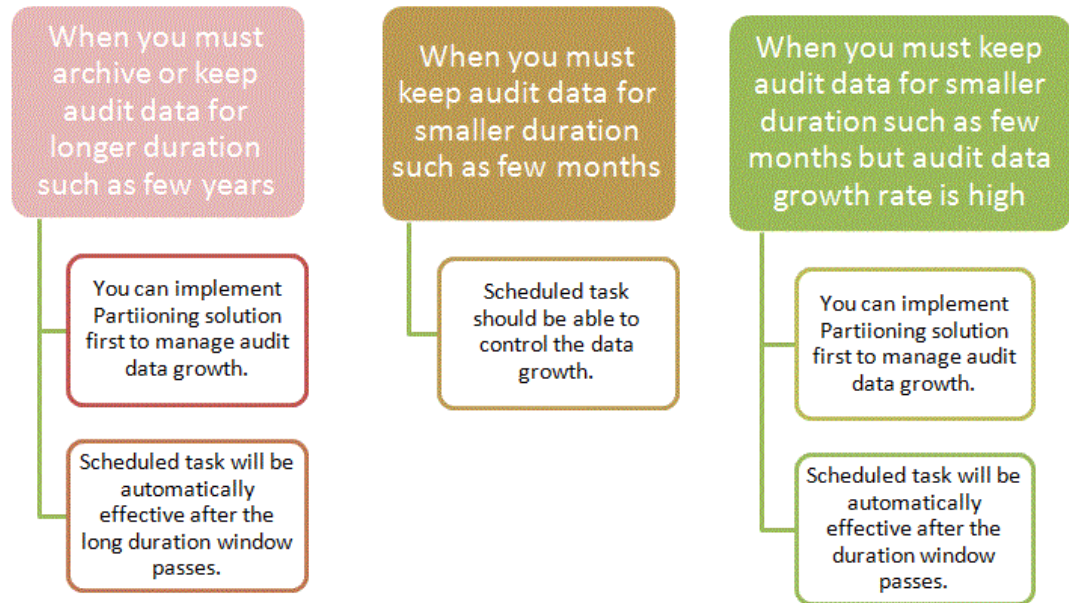 When you must
archive or keep
audit data for
longer duration
such as few years
You can implement
Partiioning solution
first to manage audit
data growth.
Scheduled task will be
automatically
effective after the
long duration window
passes.
When you must
keep audit data for
smaller duration
such as few months
Scheduled task
should be able to
control the data
growth.
When you must keep
audit data for smaller
duration such as few
months but audit data
growth rate is high
You can implement
Partiioning solution
first to manage audit
data growth.
Scheduled task will be
automatically
effective after the
duration window
passes.